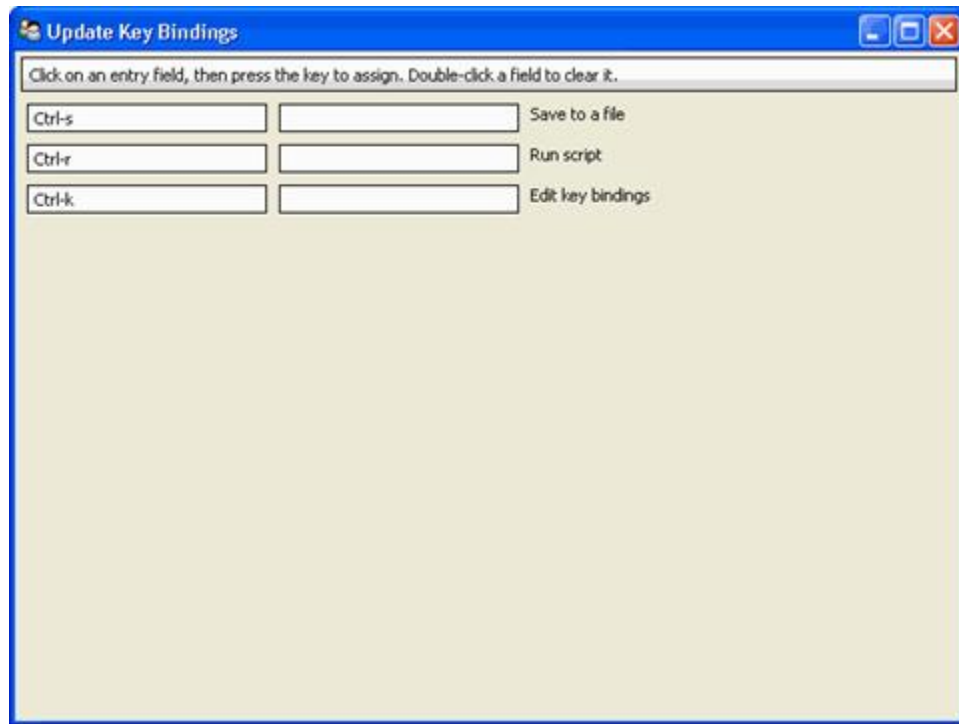 Update Key Bindings
Click on an entry field, then press the key to assign. Double-click a field to clear it.
Ctrl-s Save to a file
Ctrl-r Run script
Ctrl-k Edit key bindings